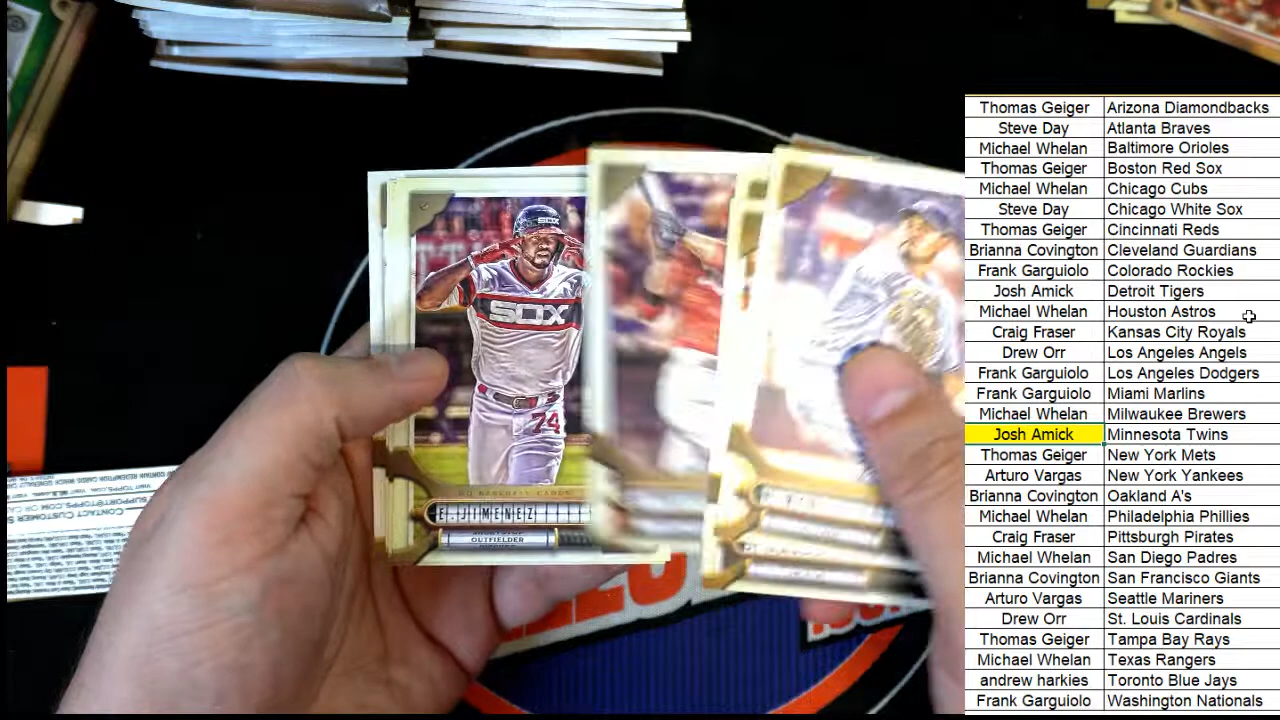 Thomas Geiger Arizona Diamondbacks
Steve Day Atlanta Braves
Michael Whelan Baltimore Orioles
Thomas Geiger Boston Red Sox
Michael Whelan Chicago Cubs
Steve Day Chicago White Sox
Thomas Geiger Cincinnati Reds
Brianna Covington Cleveland Guardians
Frank Garguiolo Colorado Rockies
Josh Amick Detroit Tigers
Michael Whelan Houston Astros
Craig Fraser Kansas City Royals
Drew Orr Los Angeles Angels
Frank Garguiolo Los Angeles Dodgers
Frank Garguiolo Miami Marlins
Michael Whelan Milwaukee Brewers
Josh Amick Minnesota Twins
Thomas Geiger New York Mets
Arturo Vargas New York Yankees
Brianna Covington Oakland A's
Michael Whelan Philadelphia Phillies
Craig Fraser Pittsburgh Pirates
Michael Whelan San Diego Padres
Brianna Covington San Francisco Giants
Arturo Vargas Seattle Mariners
Drew Orr St. Louis Cardinals
Thomas Geiger Tampa Bay Rays
Michael Whelan Texas Rangers
andrew harkies Toronto Blue Jays
Frank Garguiolo Washington Nationals
SOX
SOX
74
E. JIMENEZ
OUTFIELDER
CONTACT CUSTOMER